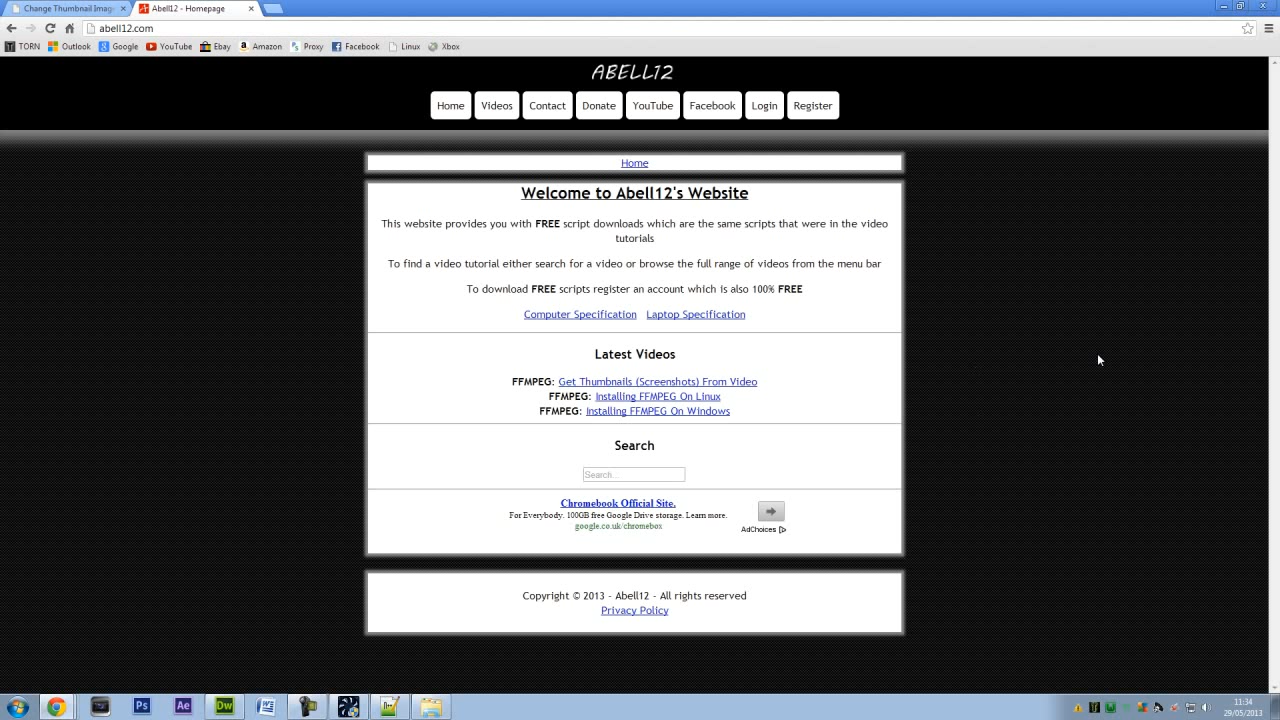 Change Thumbnail Imag
Abell12 - Homepage
abell12.com
TORN Outlook Google YouTube Ebay Amazon Proxy Facebook Linux Xbox
ABELL12
Home Videos Contact Donate YouTube Facebook Login Register
Home
Welcome to Abell12's Website
This website provides you with FREE script downloads which are the same scripts that were in the video
tutorials
To find a video tutorial either search for a video or browse the full range of videos from the menu bar
To download FREE scripts register an account which is also 100% FREE
Computer Specification Laptop Specification
Latest Videos
FFMPEG: Get Thumbnails (Screenshots) From Video
FFMPEG: Installing FFMPEG On Linux
FFMPEG: Installing FFMPEG On Windows
Search
Search...
Chromebook Official Site.
For Everybody. 100GB free Google Drive storage. Learn more.
google.co.uk/chromebox
AdChoices
Copyright © 2013 - Abell12 - All rights reserved
Privacy Policy
Ps Ae Dw
11:34
29/05/2013